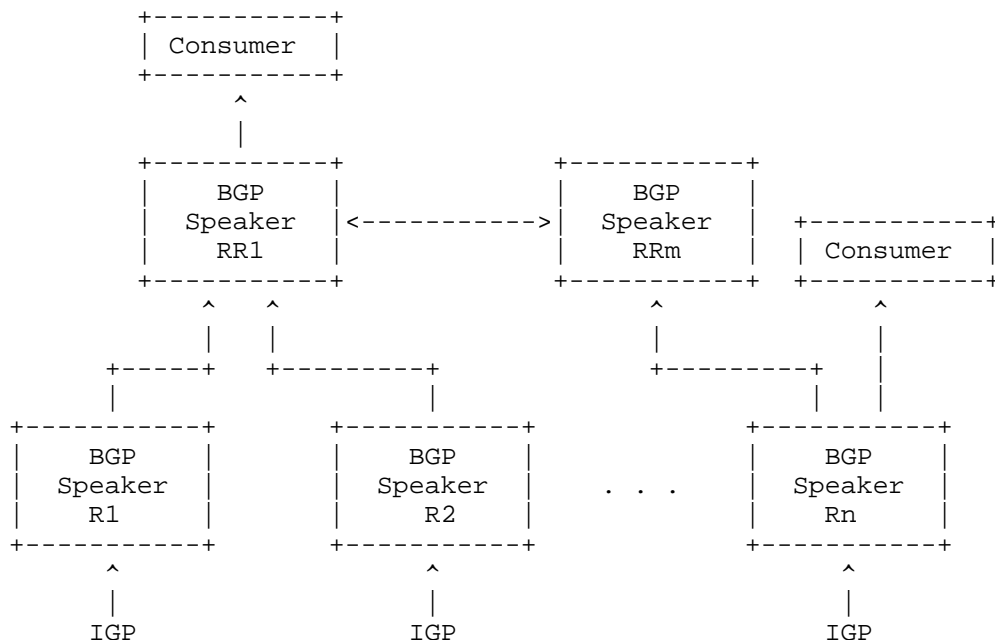 Consumer
BGP BGP
Speaker Speaker
RR1 RRm Consumer
BGP BGP BGP
Speaker Speaker . . . Speaker
R1 R2 Rn
IGP IGP IGP